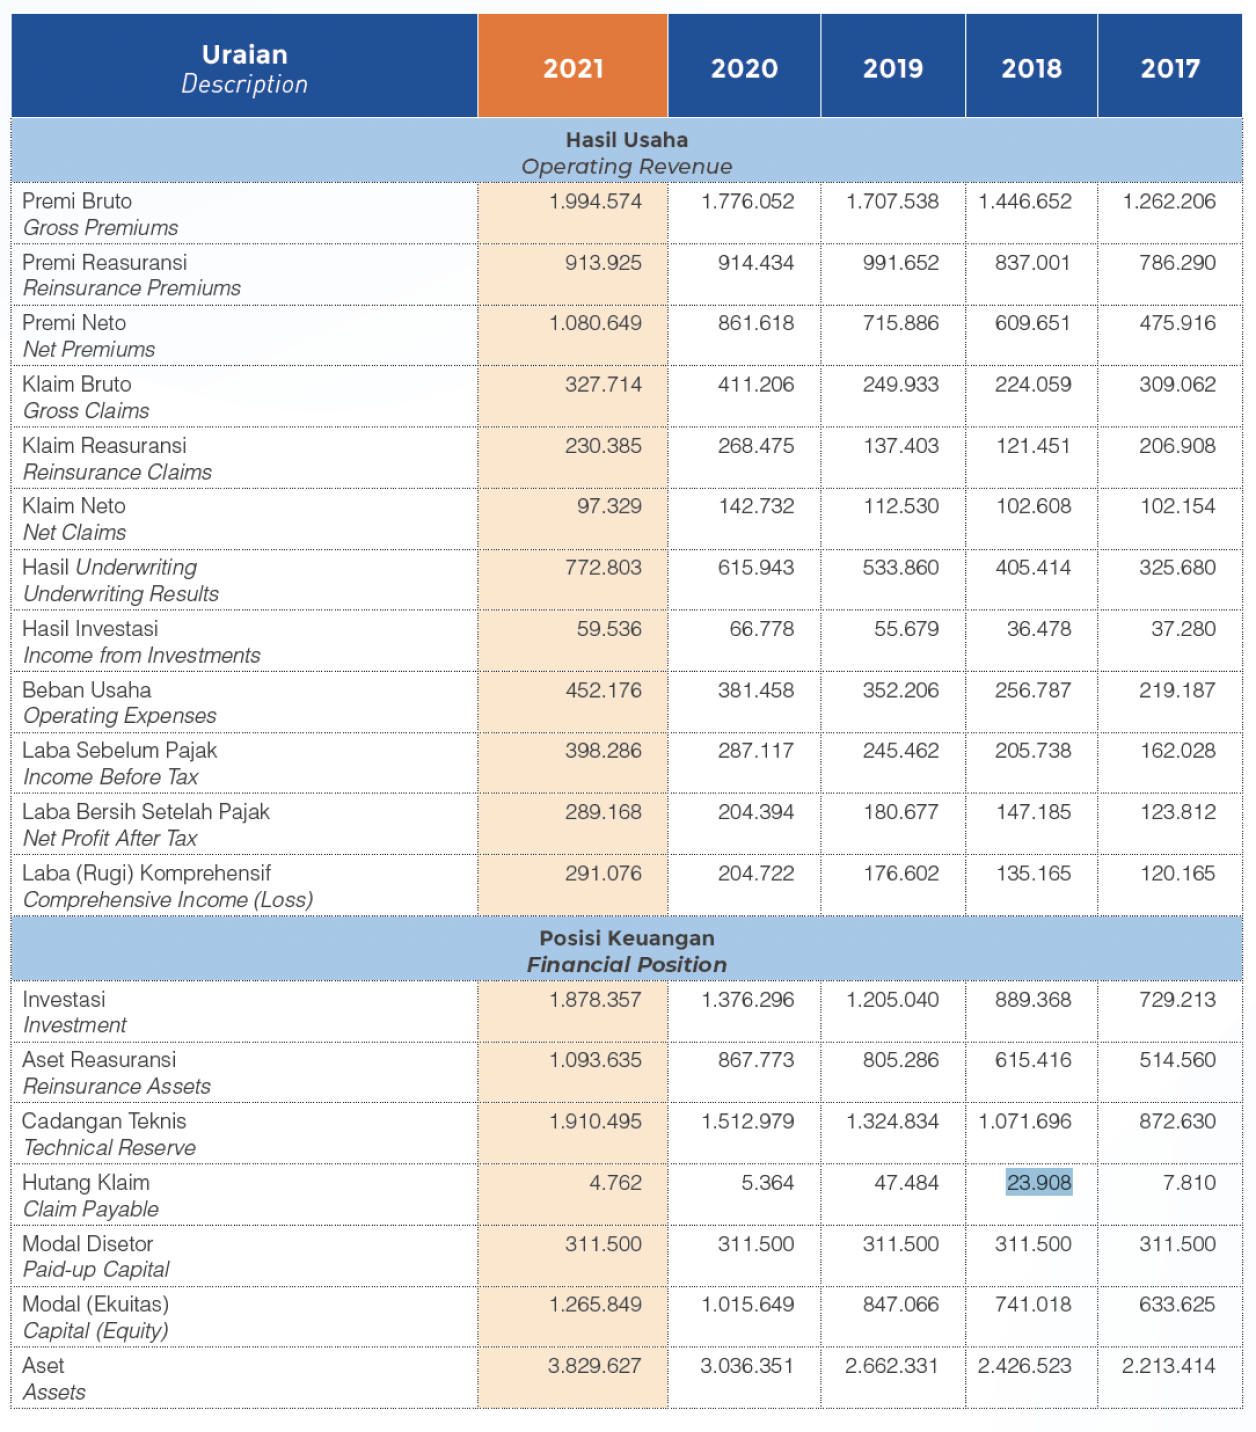 Uraian
Description
2021 2020 2019 2018 2017
Hasil Usaha
Operating Revenue
Premi Bruto 1.994.574 1.776.052 1.707.538 1.446.652 1.262.206
Gross Premiums
Premi Reasuransi 913.925 914.434 991.652 837.001 786.290
Reinsurance Premiums
Premi Neto 1.080.649 861.618 715.886 609.651 475.916
Net Premiums
Klaim Bruto 327.714 411.206 249.933 224.059 309.062
Gross Claims
Klaim Reasuransi 230.385 268.475 137.403 121.451 206.908
Reinsurance Claims
Klaim Neto 97.329 142.732 112.530 102.608 102.154
Net Claims
Hasil Underwriting 772.803 615.943 533.860 405.414 325.680
Underwriting Results
Hasil Investasi 59.536 66.778 55.679 36.478 37.280
Income from Investments
Beban Usaha 452.176 381.458 352.206 256.787 219.187
Operating Expenses
Laba Sebelum Pajak 398.286 287.117 245.462 205.738 162.028
Income Before Tax
Laba Bersih Setelah Pajak 289.168 204.394 180.677 147.185 123.812
Net Profit After Tax
Laba (Rugi) Komprehensif 291.076 204.722 176.602 135.165 120.165
Comprehensive Income (Loss)
Posisi Keuangan
Financial Position
Investasi 1.878.357 1.376.296 1.205.040 889.368 729.213
Investment
Aset Reasuransi 1.093.635 867.773 805.286 615.416 514.560
Reinsurance Assets
Cadangan Teknis 1.910.495 1.512.979 1.324.834 1.071.696 872.630
Technical Reserve
Hutang Klaim 4.762 5.364 47.484 23.908 7.810
Claim Payable
Modal Disetor 311.500 311.500 311.500 311.500 311.500
Paid-up Capital
Modal (Ekuitas) 1.265.849 1.015.649 847.066 741.018 633.625
Capital (Equity)
Aset 3.829.627 3.036.351 2.662.331 2.426.523 2.213.414
Assets